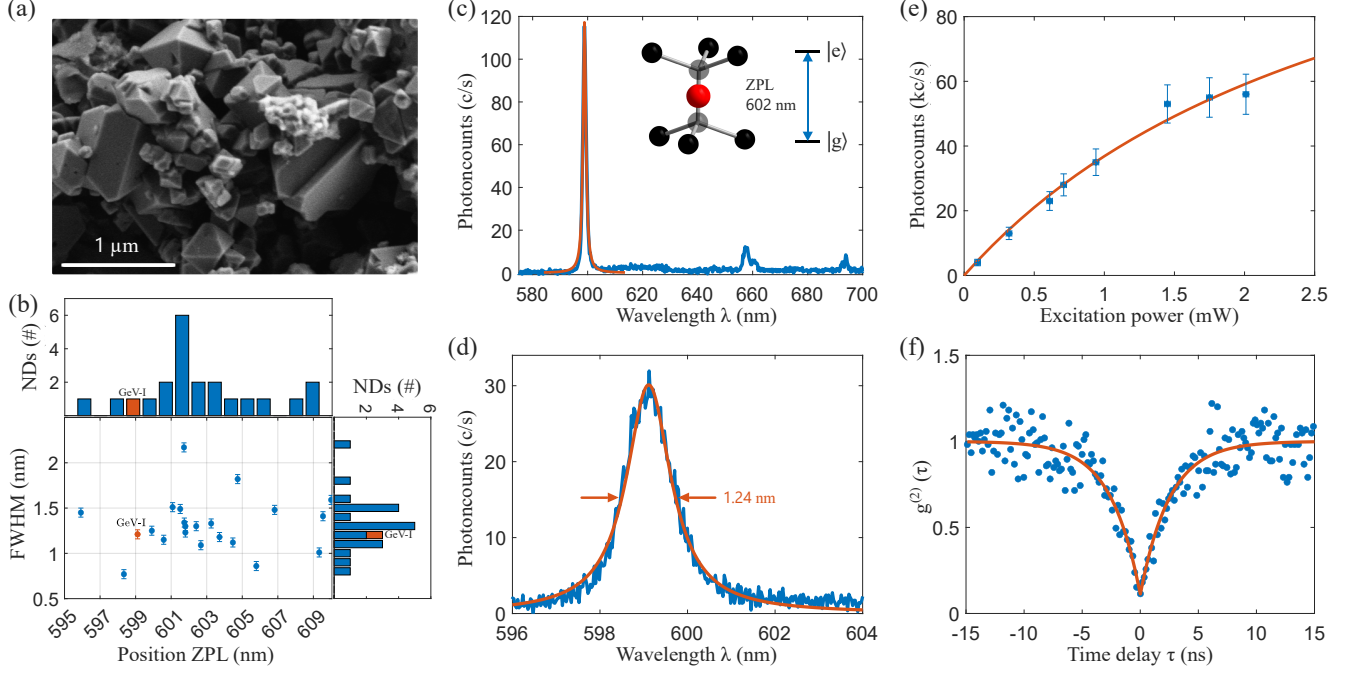 (a)
1 μm
(b)
NDs (#)
6
4
2
GeV-I
NDs (#)
2 4 6
FWHM (nm)
2
1.5
1
0.5
GeV-I
GeV-I
595 597 599 601 603 605 607 609
Position ZPL (nm)
(c)
Photoncounts (c/s)
120
100
80
60
40
20
0
ZPL
602 nm
|e⟩
|g⟩
580 600 620 640 660 680 700
Wavelength λ (nm)
(d)
Photoncounts (c/s)
30
20
10
0
1.24 nm
596 598 600 602 604
Wavelength λ (nm)
(e)
Photoncounts (kc/s)
80
60
40
20
0
0 0.5 1 1.5 2 2.5
Excitation power (mW)
(f)
g⁽²⁾ (τ)
1.5
1
0.5
0
-15 -10 -5 0 5 10 15
Time delay τ (ns)